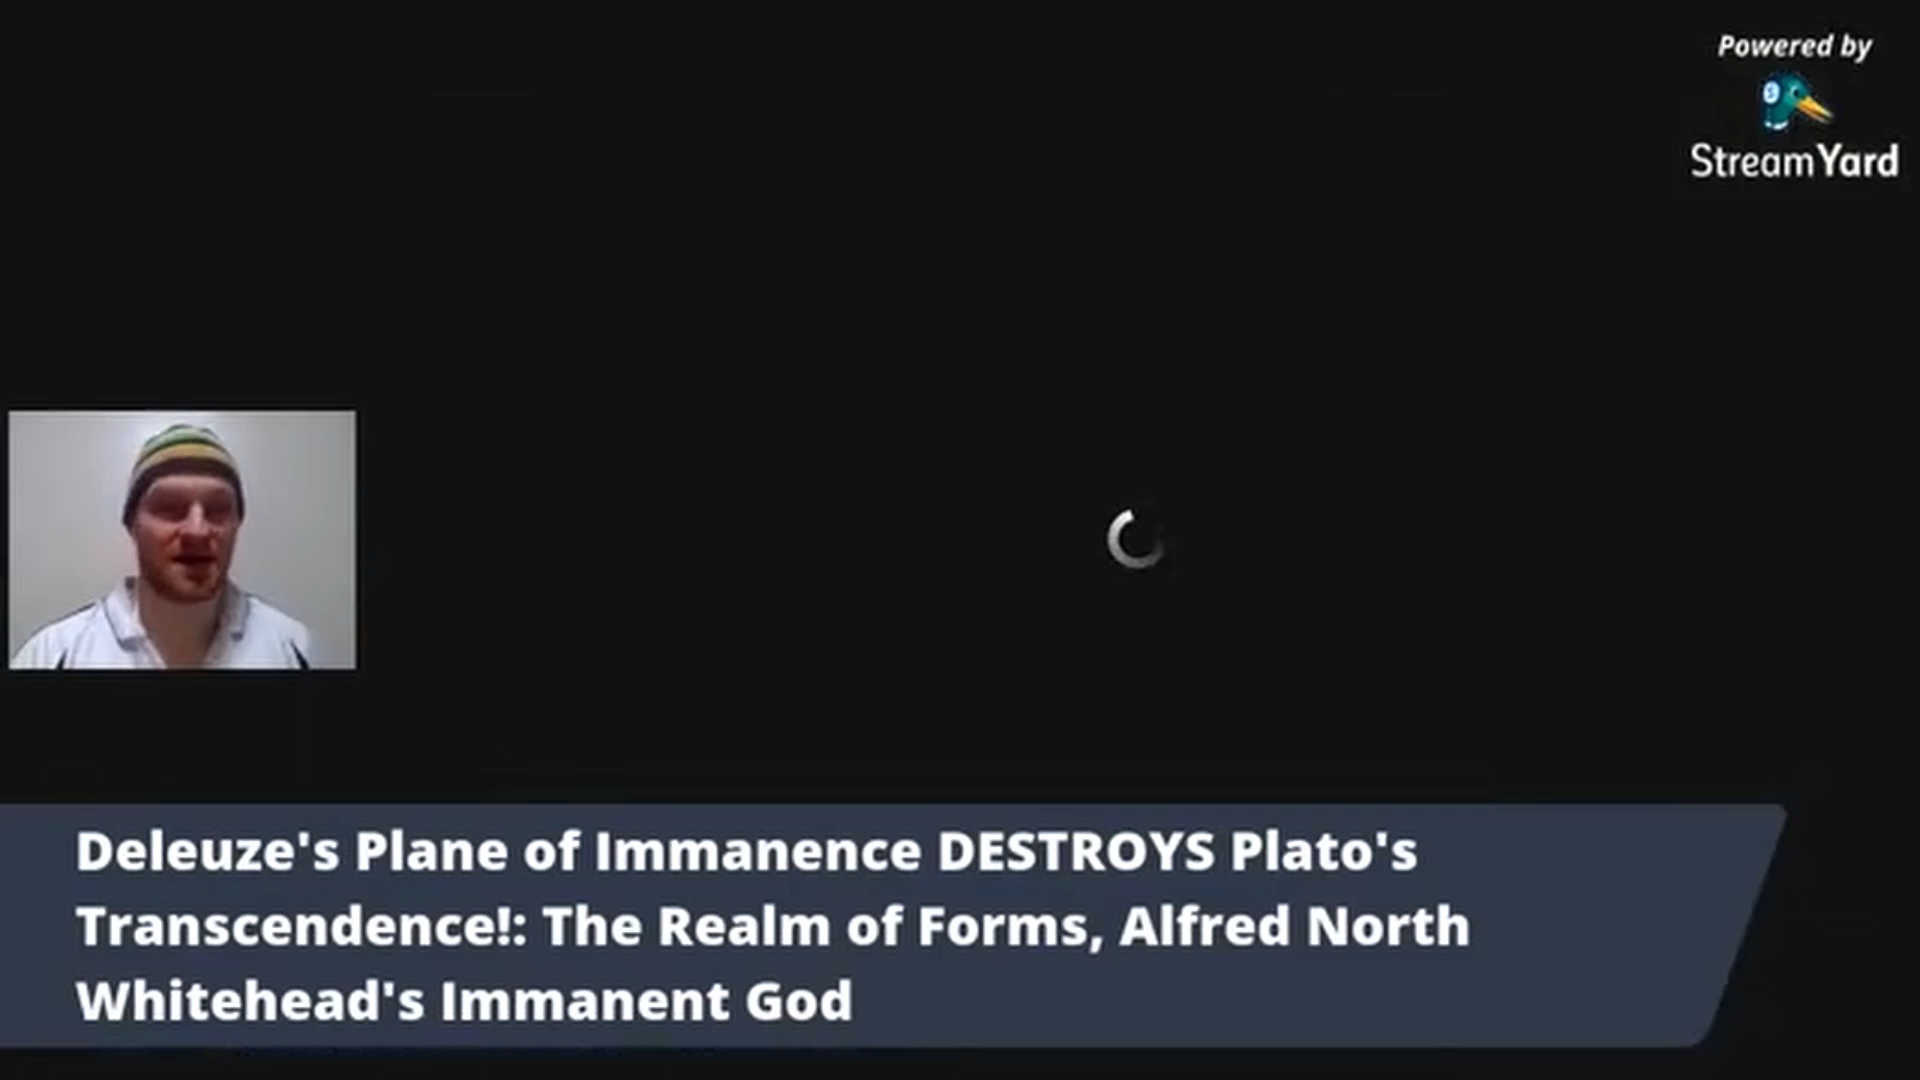 Powered by
StreamYard
Deleuze's Plane of Immanence DESTROYS Plato's
Transcendence!: The Realm of Forms, Alfred North
Whitehead's Immanent God